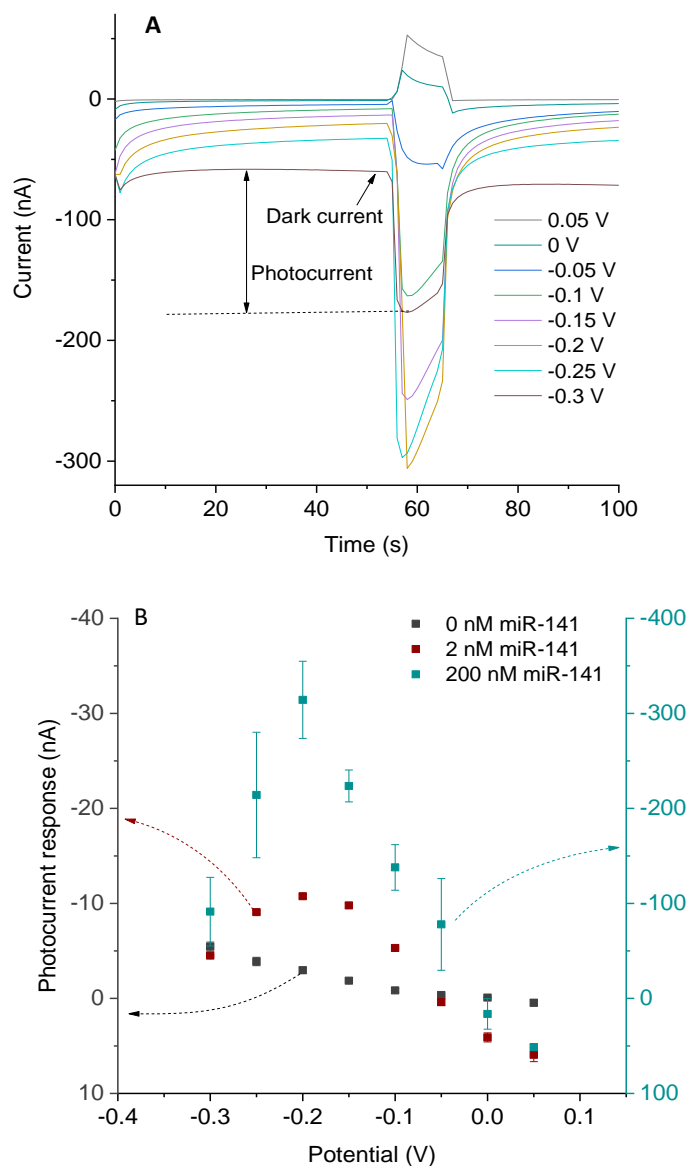 A
0
-100
-200
-300
Current (nA)
Dark current
Photocurrent
0.05 V
0 V
-0.05 V
-0.1 V
-0.15 V
-0.2 V
-0.25 V
-0.3 V
0
20
40
60
80
100
Time (s)
B
-40
-30
-20
-10
0
10
Photocurrent response (nA)
0 nM miR-141
2 nM miR-141
200 nM miR-141
-400
-300
-200
-100
0
100
-0.4
-0.3
-0.2
-0.1
0.0
0.1
Potential (V)